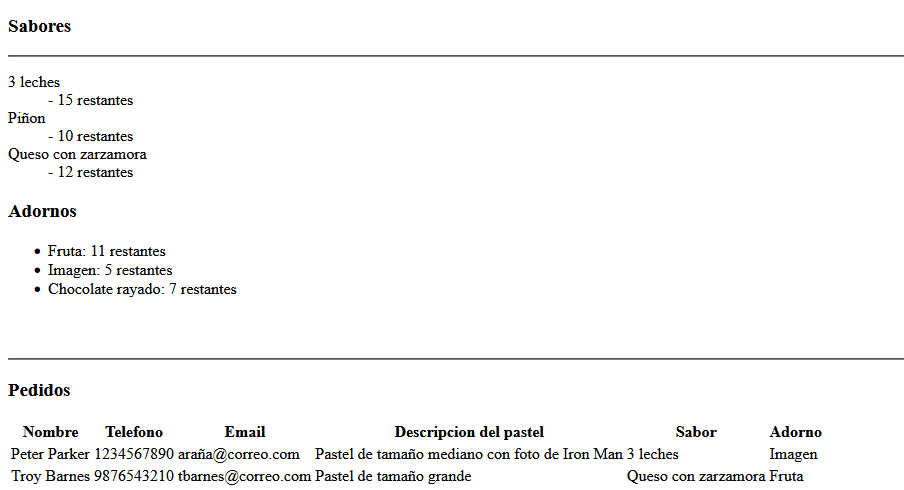 Sabores
3 leches
- 15 restantes
Piñon
- 10 restantes
Queso con zarzamora
- 12 restantes
Adornos
• Fruta: 11 restantes
• Imagen: 5 restantes
• Chocolate rayado: 7 restantes
Pedidos
Nombre Telefono Email Descripcion del pastel Sabor Adorno
Peter Parker 1234567890 araña@correo.com Pastel de tamaño mediano con foto de Iron Man 3 leches Imagen
Troy Barnes 9876543210 tbarnes@correo.com Pastel de tamaño grande Queso con zarzamora Fruta